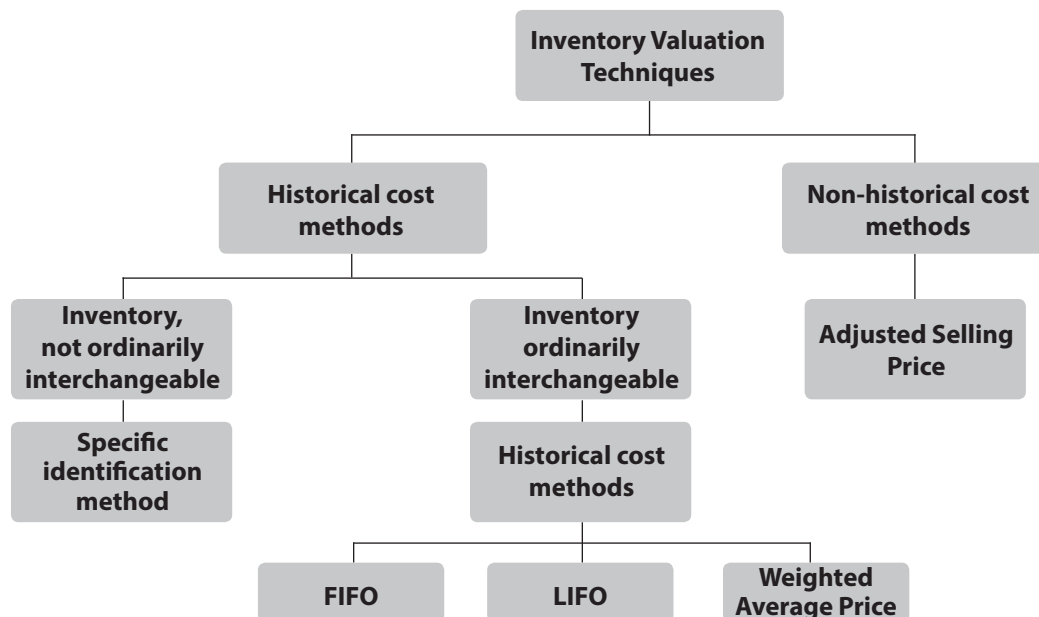 Inventory Valuation
Techniques
Historical cost
methods
Non-historical cost
methods
Inventory,
not ordinarily
interchangeable
Inventory
ordinarily
interchangeable
Adjusted Selling
Price
Specific
identification
method
Historical cost
methods
FIFO
LIFO
Weighted
Average Price